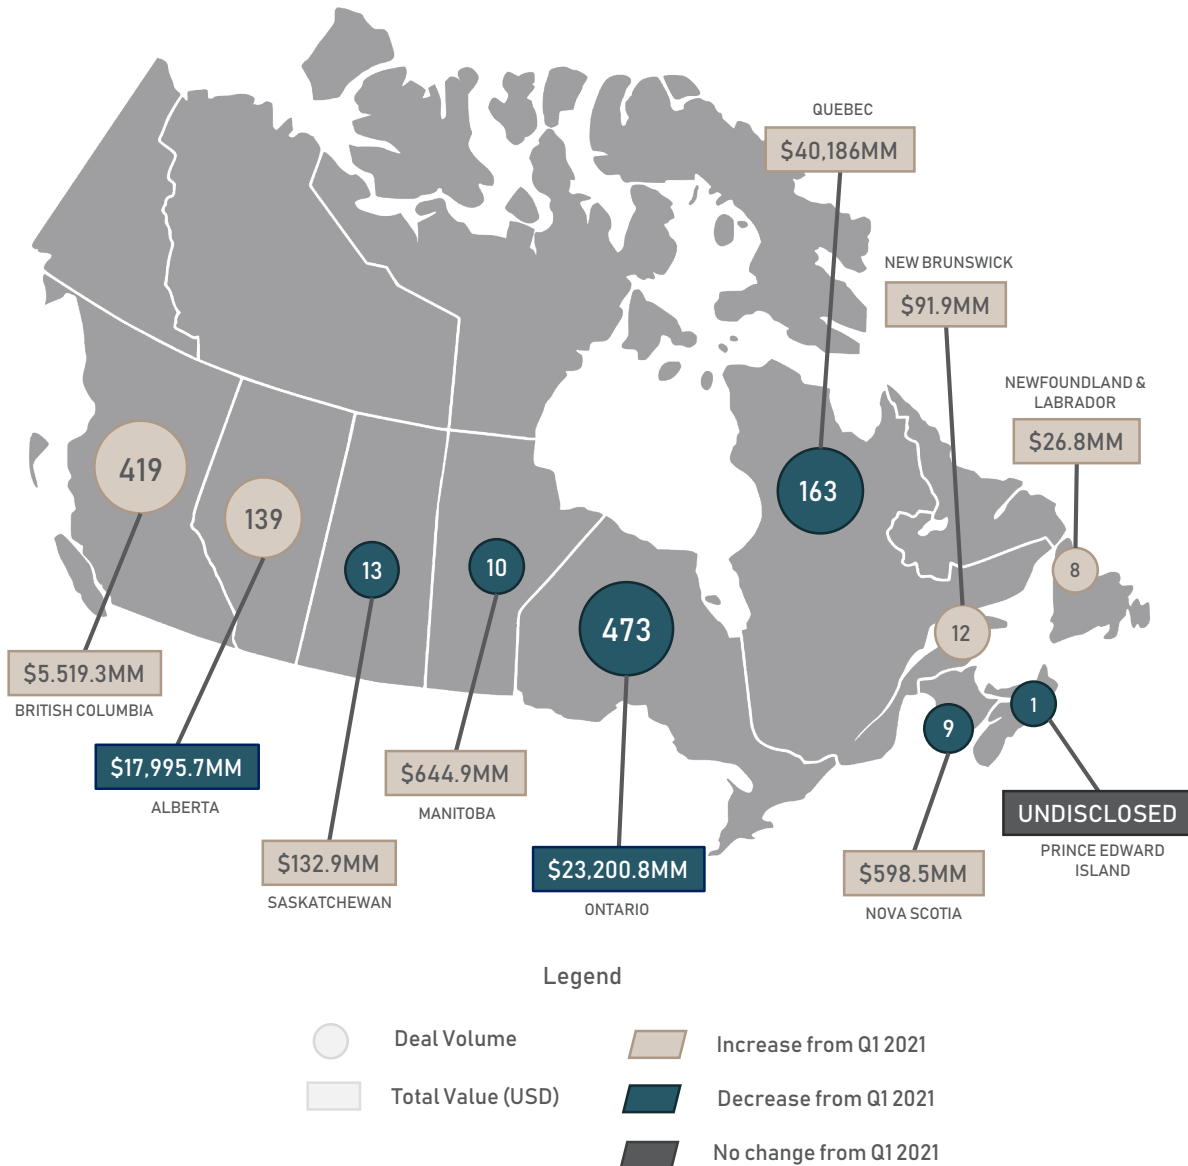 QUEBEC
$40,186MM
NEW BRUNSWICK
$91.9MM
NEWFOUNDLAND &
LABRADOR
$26.8MM
419
139
163
13
10
8
473
12
1
9
$5.519.3MM
BRITISH COLUMBIA
$17,995.7MM
ALBERTA
$644.9MM
MANITOBA
UNDISCLOSED
PRINCE EDWARD
ISLAND
$132.9MM
SASKATCHEWAN
$23,200.8MM
ONTARIO
$598.5MM
NOVA SCOTIA
Legend
Deal Volume
Increase from Q1 2021
Total Value (USD)
Decrease from Q1 2021
No change from Q1 2021